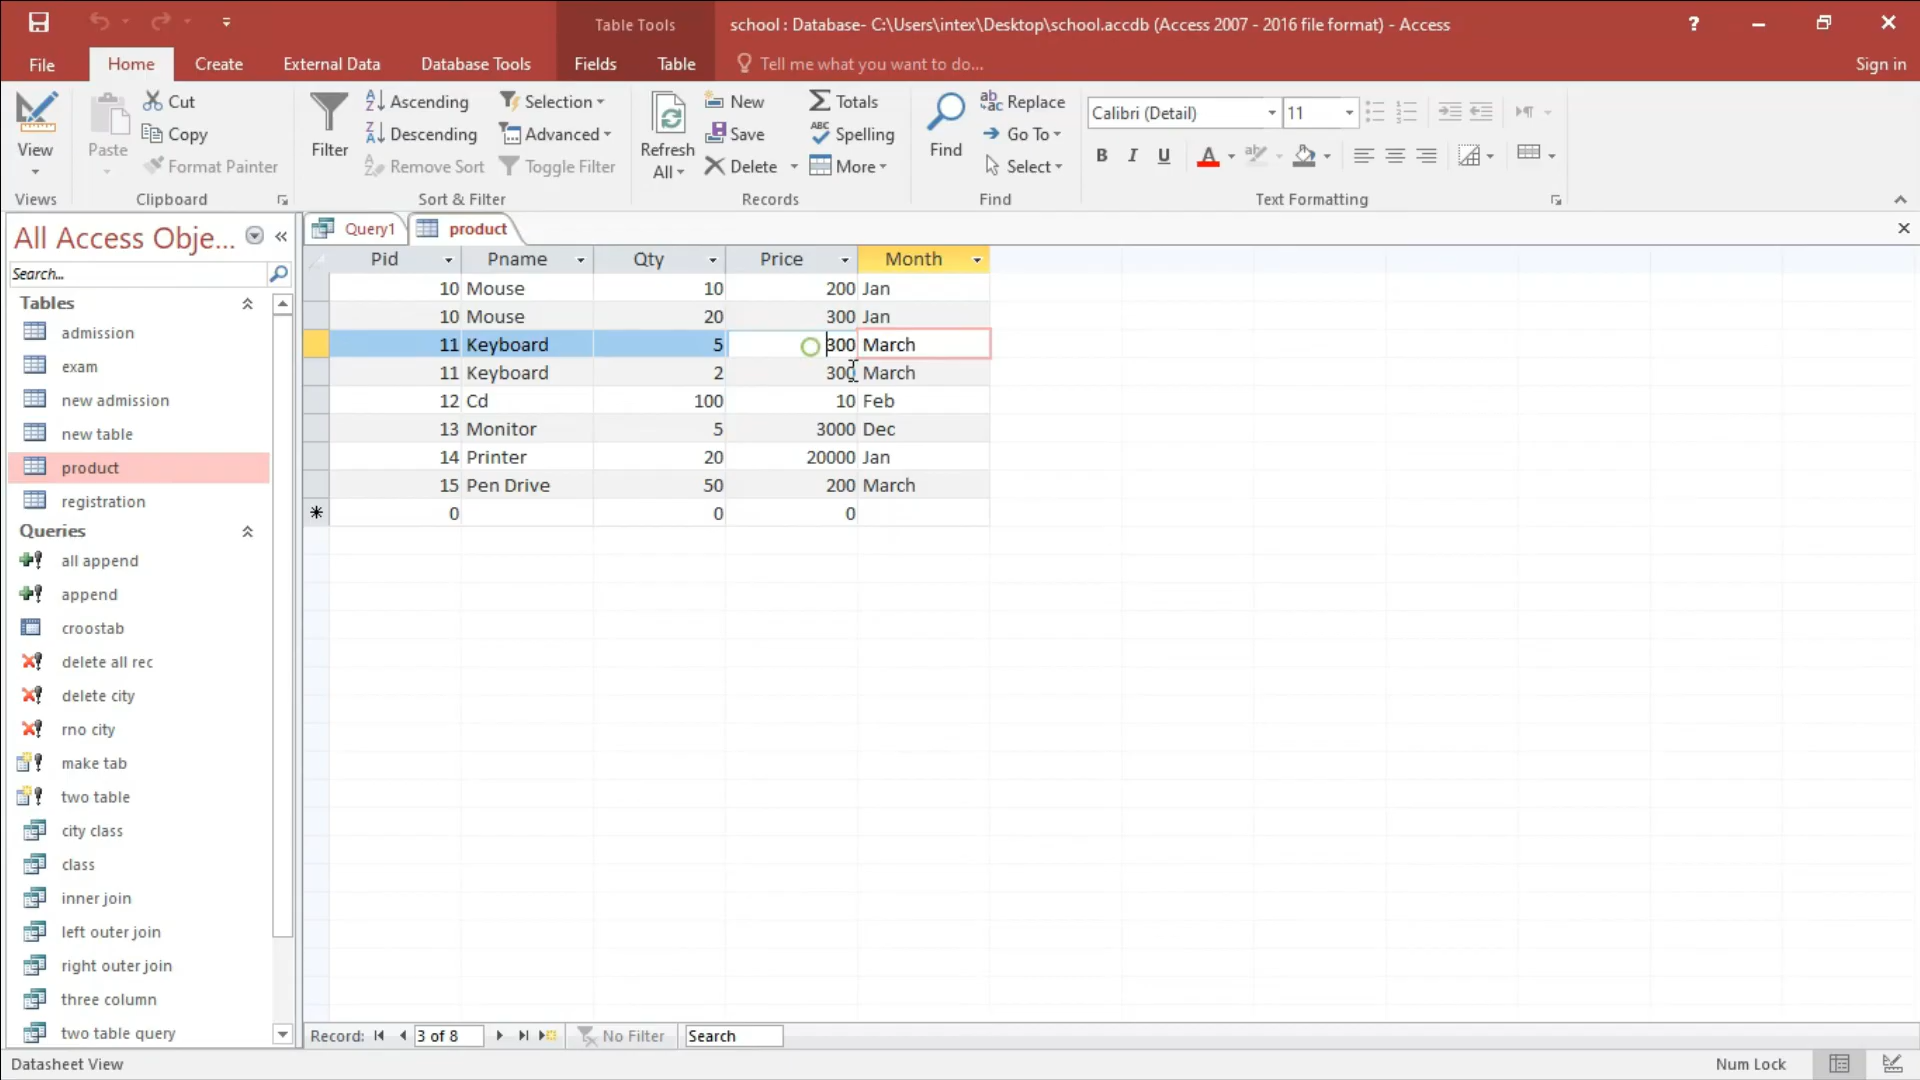 Table Tools
school : Database- C:\Users\intex\Desktop\school.accdb (Access 2007 - 2016 file format) - Access
?
File Home Create External Data Database Tools Fields Table Tell me what you want to do... Sign in
View
Views
Paste
Cut
Copy
Format Painter
Clipboard
Filter
Ascending
Descending
Remove Sort
Selection
Advanced
Toggle Filter
Sort & Filter
Refresh
All
New
Save
Delete
Totals
Spelling
More
Records
Find
Replace
Go To
Select
Find
Calibri (Detail) 11
B I U A
Text Formatting
All Access Obje...
Search...
Tables
admission
exam
new admission
new table
product
registration
Queries
all append
append
croostab
delete all rec
delete city
rno city
make tab
two table
city class
class
inner join
left outer join
right outer join
three column
two table query
Query1 product
Pid Pname Qty Price Month
10 Mouse 10 200 Jan
10 Mouse 20 300 Jan
11 Keyboard 5 300 March
11 Keyboard 2 300 March
12 Cd 100 10 Feb
13 Monitor 5 3000 Dec
14 Printer 20 20000 Jan
15 Pen Drive 50 200 March
* 0 0 0
Record: 3 of 8 No Filter Search
Datasheet View Num Lock